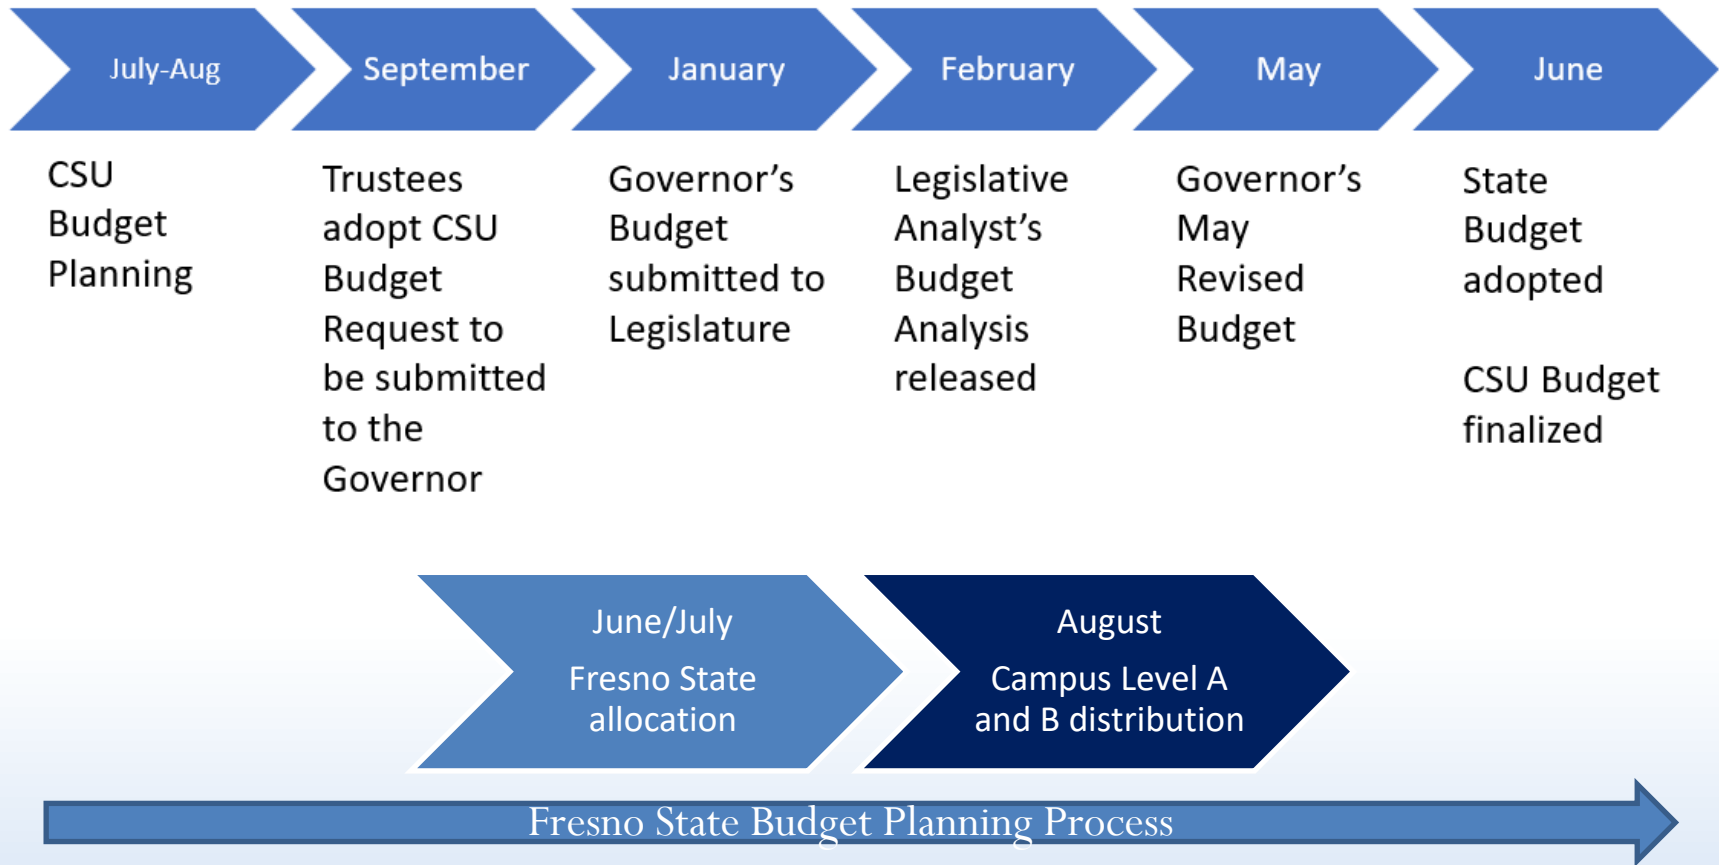 July-Aug
September
January
February
May
June
CSU
Budget
Planning
Trustees
adopt CSU
Budget
Request to
be submitted
to the
Governor
Governor’s
Budget
submitted to
Legislature
Legislative
Analyst’s
Budget
Analysis
released
Governor’s
May
Revised
Budget
State
Budget
adopted
CSU Budget
finalized
June/July
Fresno State
allocation
August
Campus Level A
and B distribution
Fresno State Budget Planning Process